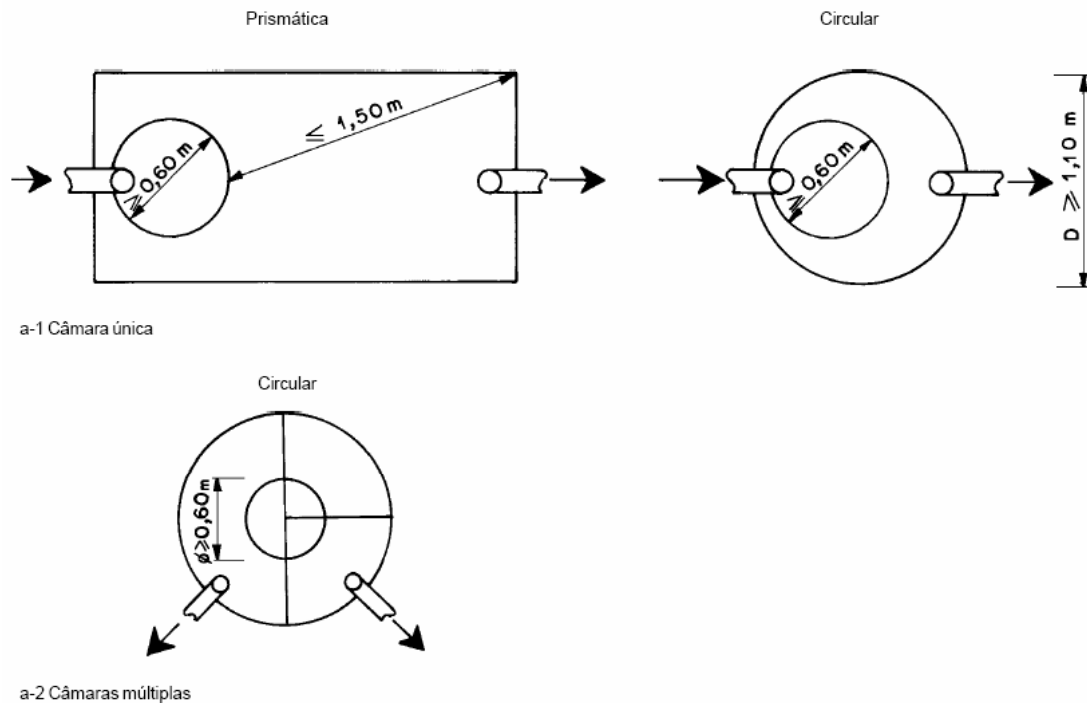 Prismática
Circular
≤ 1,50 m
≥ 0,60 m
≥ 0,60 m
D ≥ 1,10 m
a-1 Câmara única
Circular
ø≥0,60m
a-2 Câmaras múltiplas